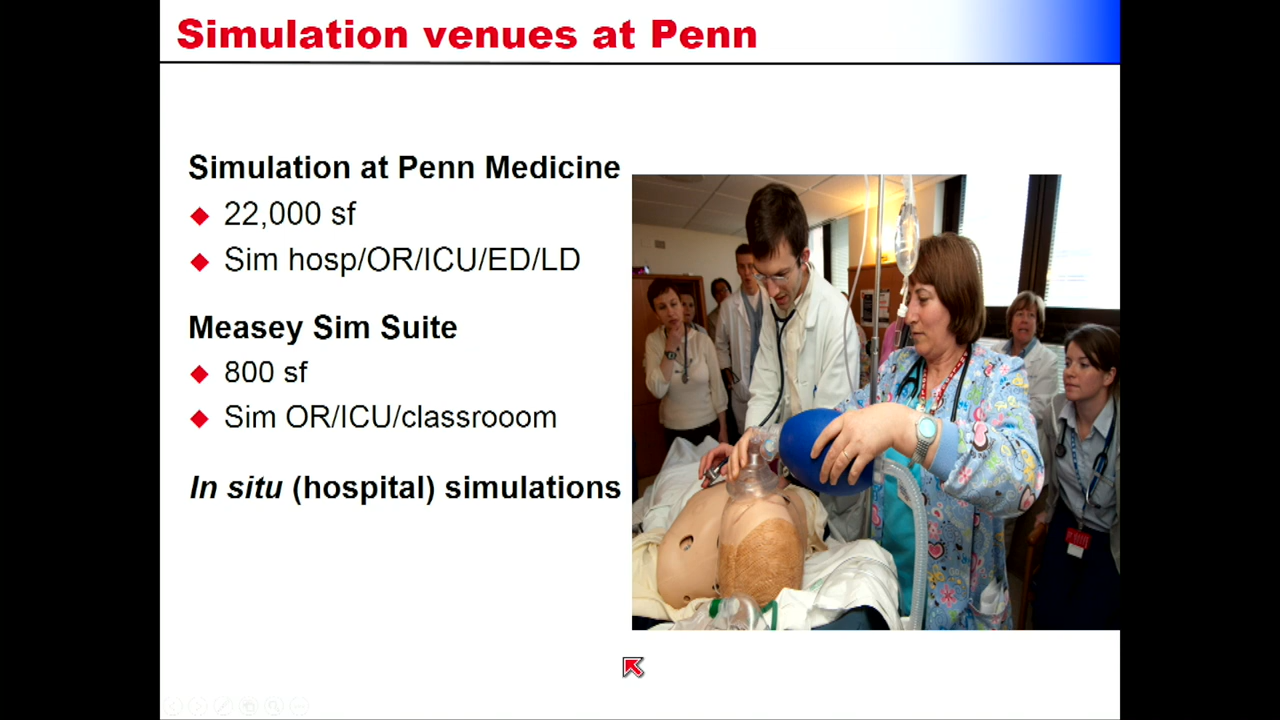 Simulation venues at Penn
Simulation at Penn Medicine
22,000 sf
Sim hosp/OR/ICU/ED/LD
Measey Sim Suite
800 sf
Sim OR/ICU/classrooom
In situ (hospital) simulations